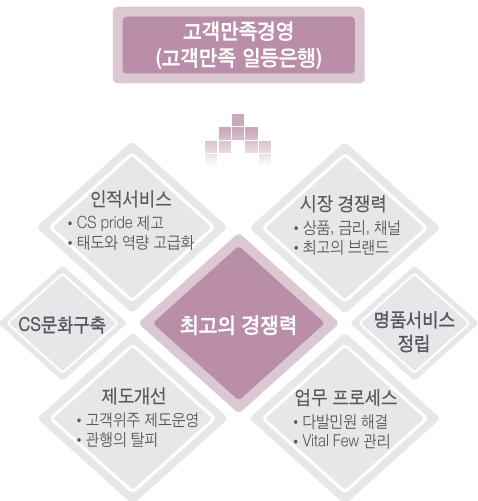 고객만족경영
(고객만족 일등은행)
인적서비스
• CS pride 제고
• 태도와 역량 고급화
시장 경쟁력
• 상품, 금리, 채널
• 최고의 브랜드
CS문화구축
최고의 경쟁력
명품서비스
정립
제도개선
• 고객위주 제도운영
• 관행의 탈피
업무 프로세스
• 다발민원 해결
• Vital Few 관리